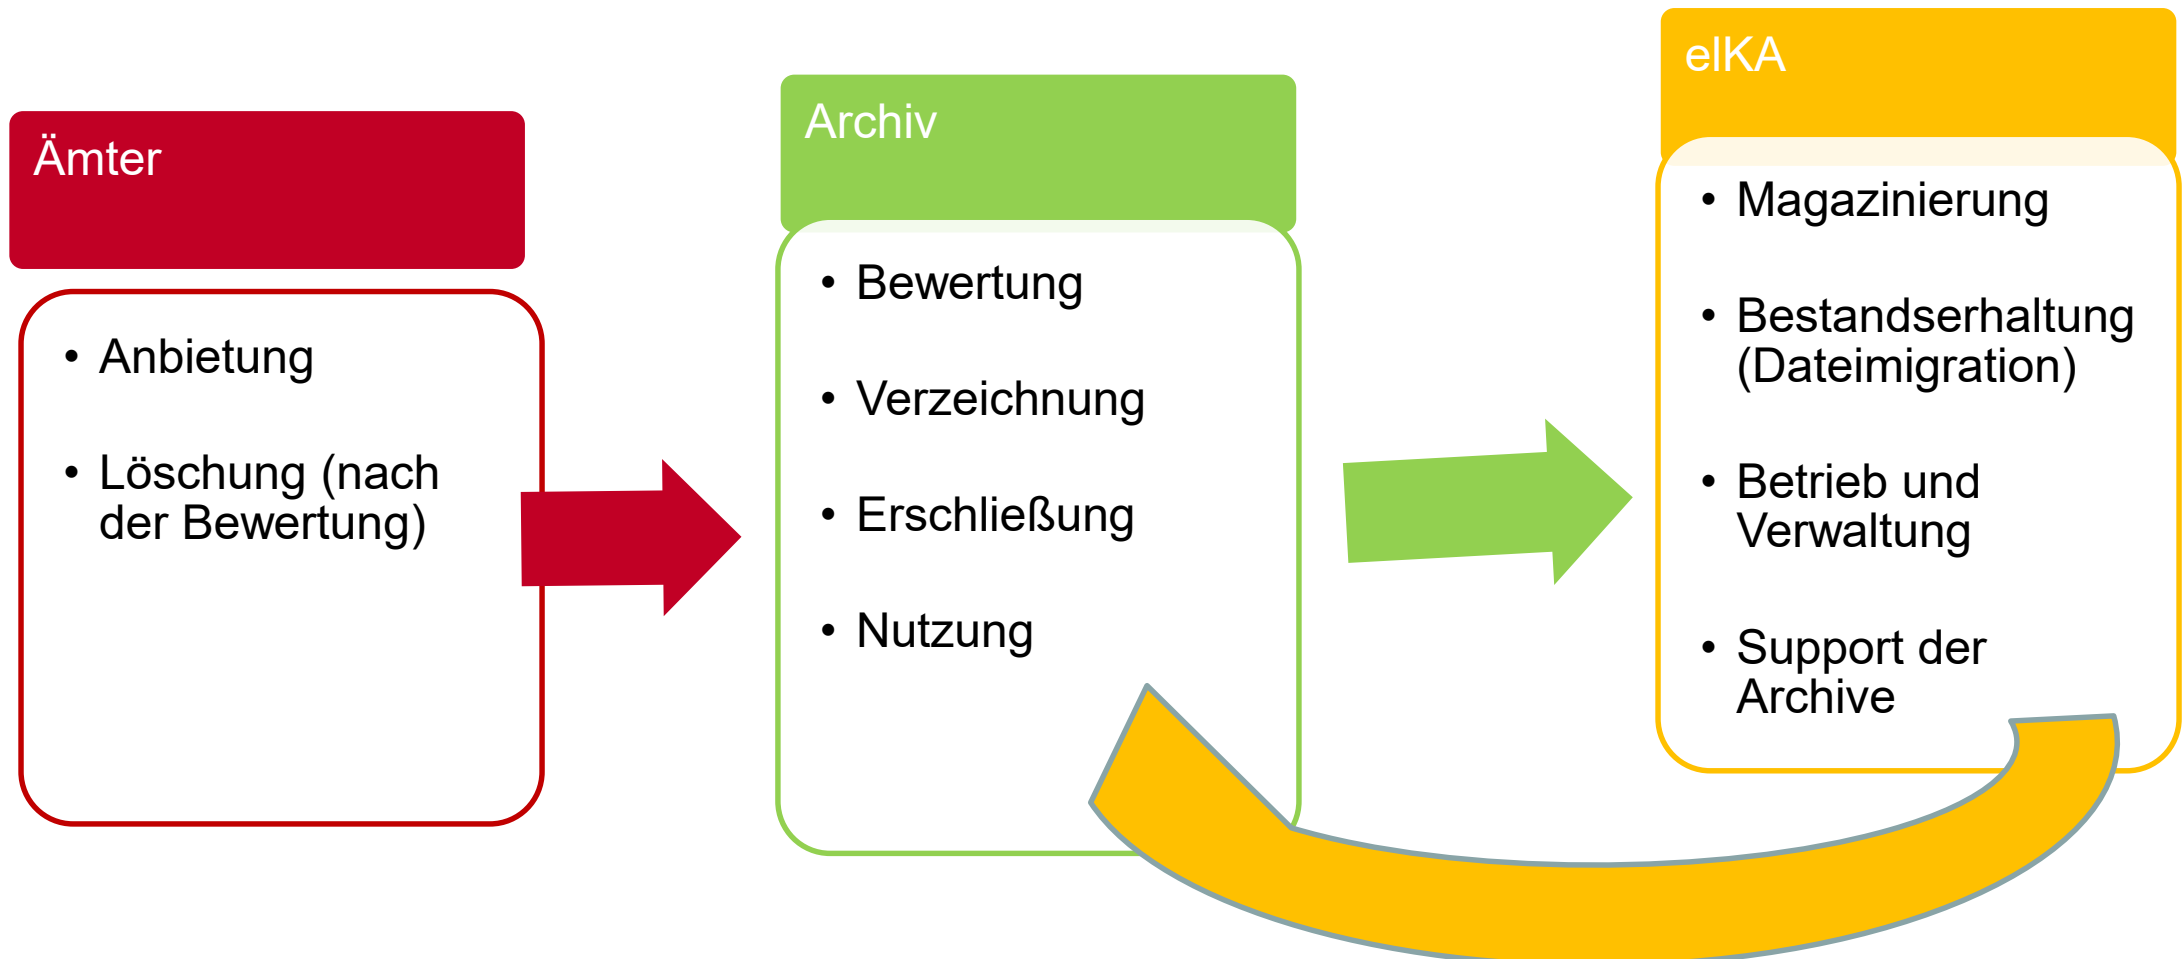 Ämter
• Anbietung
• Löschung (nach
der Bewertung)
Archiv
• Bewertung
• Verzeichnung
• Erschließung
• Nutzung
elKA
• Magazinierung
• Bestandserhaltung
(Dateimigration)
• Betrieb und
Verwaltung
• Support der
Archive